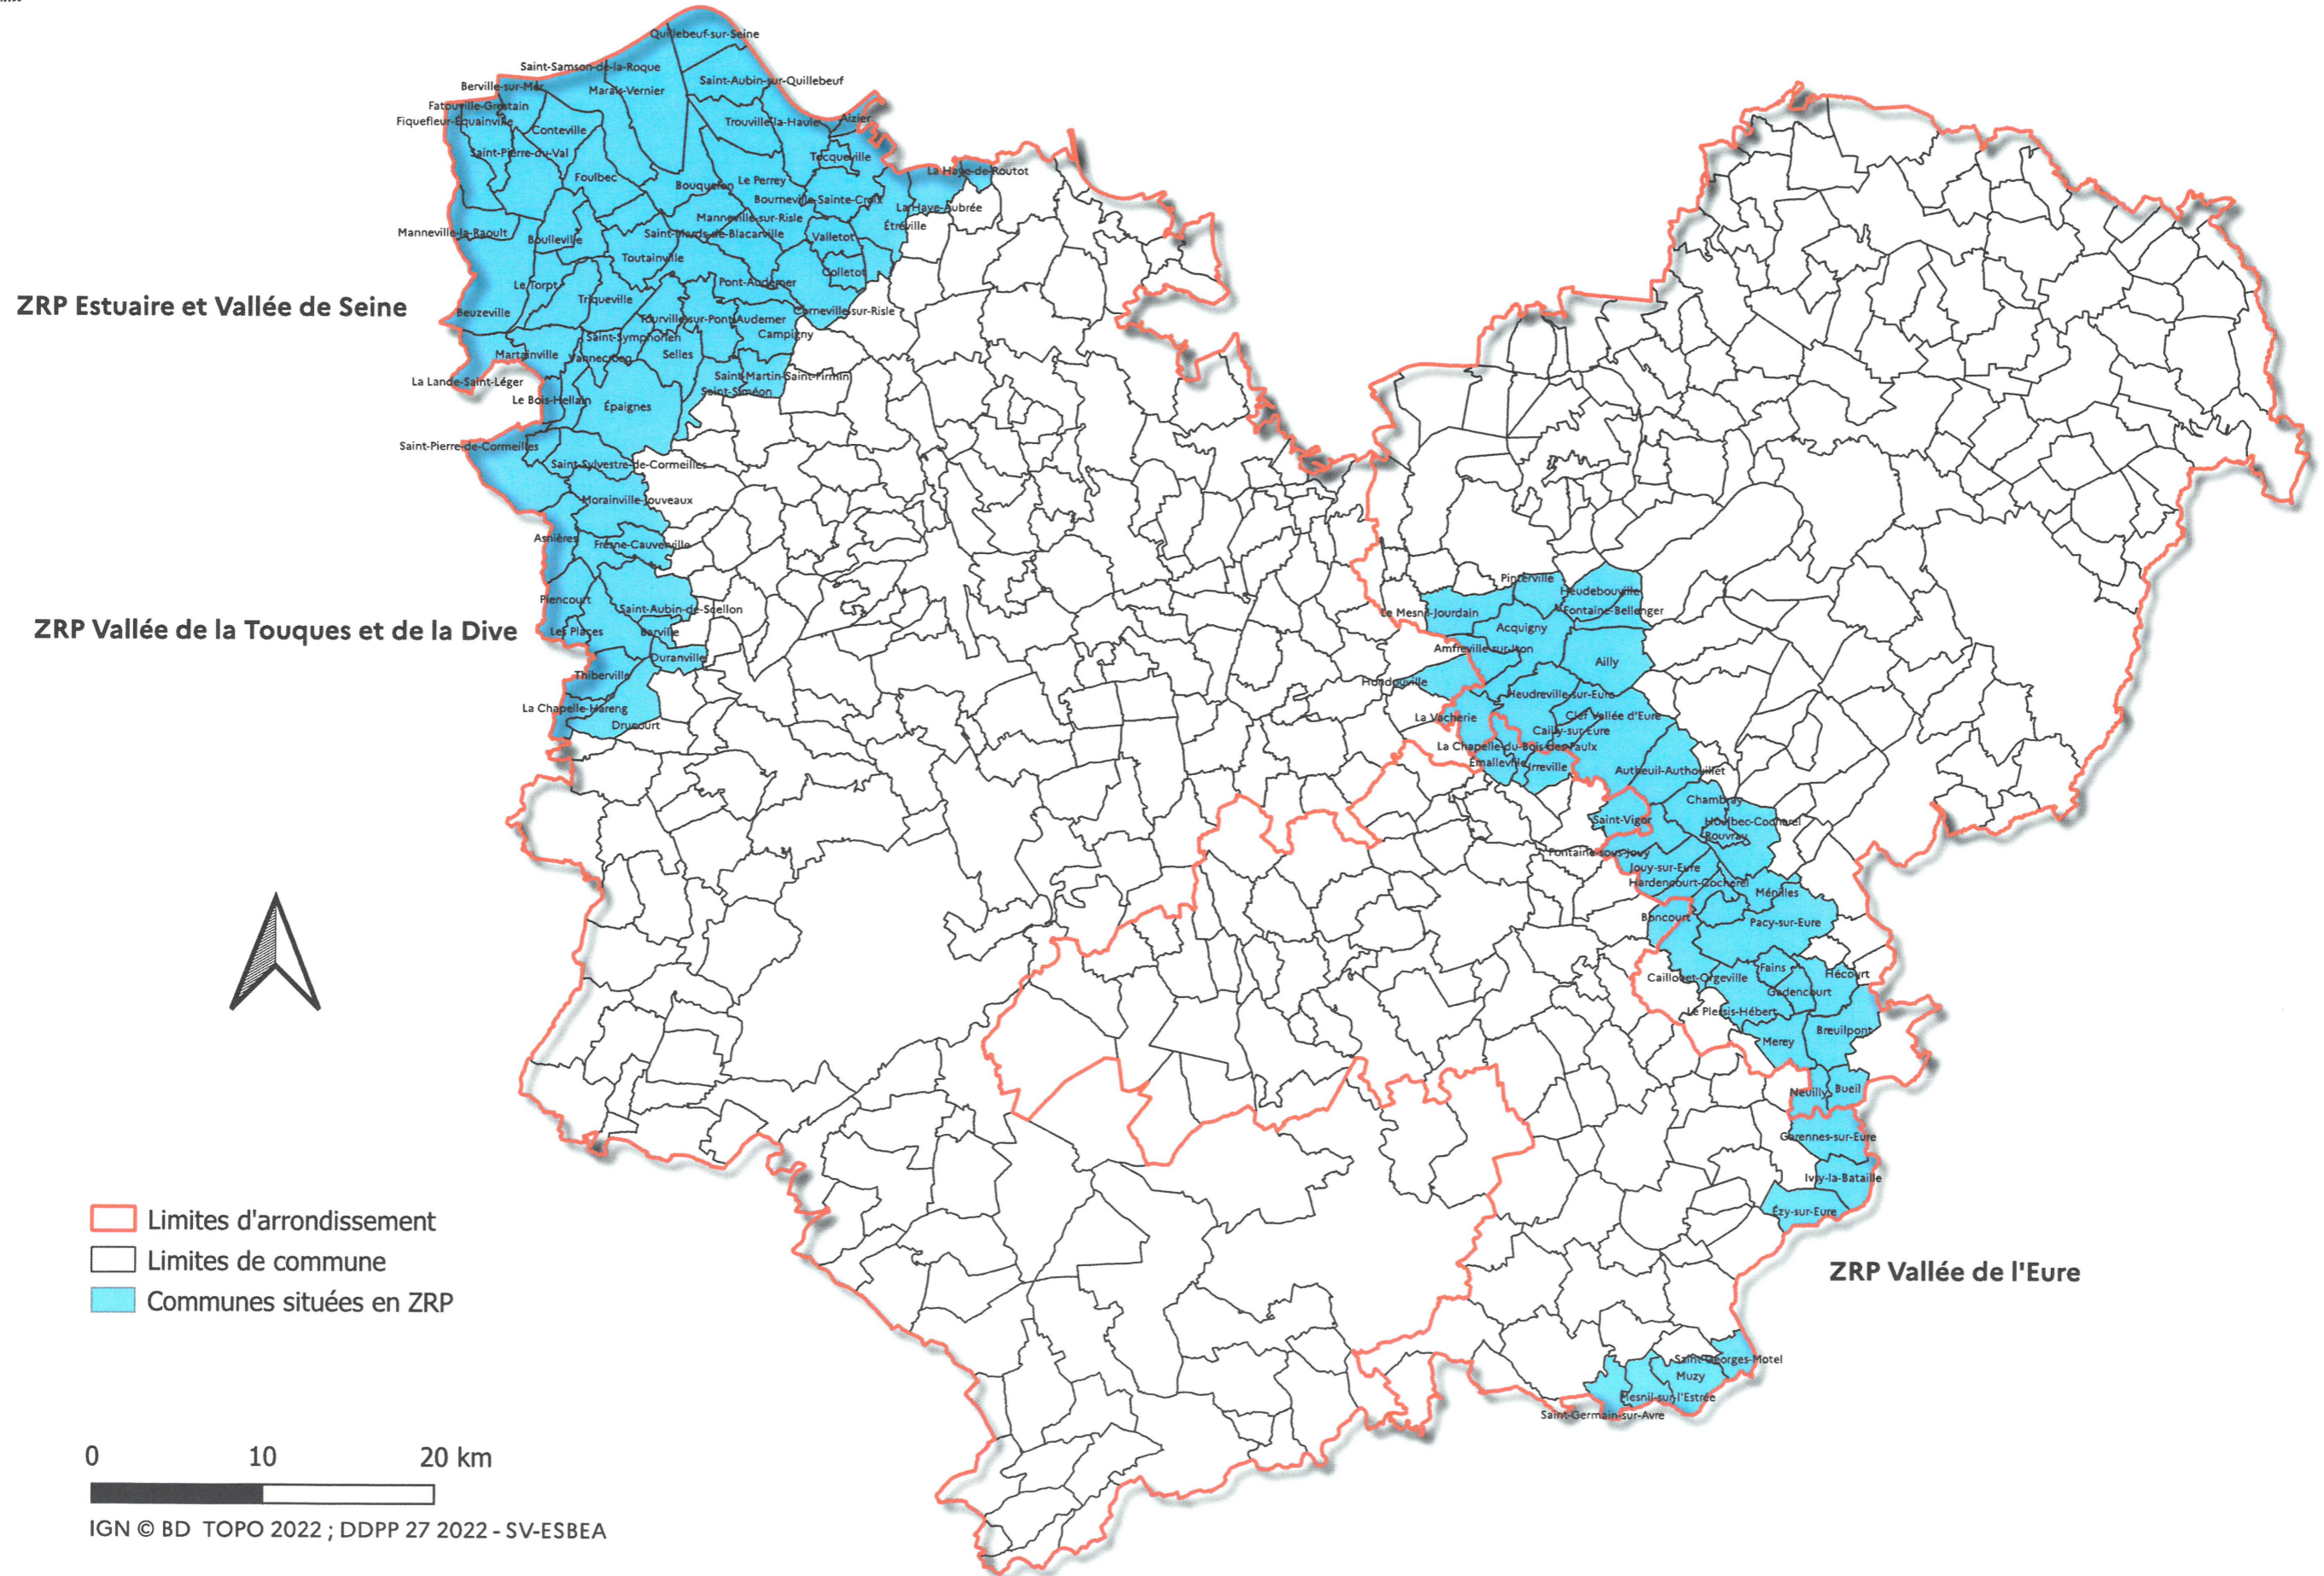 Quillebeuf-sur-Seine
Saint-Samson-de-la-Roque
Saint-Aubin-sur-Quillebeuf
Berville-sur-Mer
Marais-Vernier
Fatouville-Grestain
Fiquefleur-Équainville
Conteville
Trouville-la-Haule
Aizier
Saint-Pierre-du-Val
Tocqueville
La Haye-de-Routot
Foulbec
Bouquelon
Le Perrey
Bourneville-Sainte-Croix
La Haye-Aubrée
Manneville-sur-Risle
Étréville
Manneville-la-Raoult
Saint-Mards-de-Blacarville
Valletot
Boulleville
Toutainville
Colletot
Le Torpt
Pont-Audemer
Triqueville
ZRP Estuaire et Vallée de Seine
Beuzeville
Tourville-sur-Pont-Audemer
Corneville-sur-Risle
Saint-Symphorien
Campigny
Martainville
Vannecrocq
Selles
La Lande-Saint-Léger
Saint-Martin-Saint-Firmin
Saint-Siméon
Le Bois-Hellain
Épaignes
Saint-Pierre-de-Cormeilles
Saint-Sylvestre-de-Cormeilles
Morainville-Jouveaux
Asnières
Fresne-Cauverville
Piencourt
Saint-Aubin-de-Scellon
ZRP Vallée de la Touques et de la Dive
Les Places
Barville
Duranville
Thiberville
La Chapelle-Hareng
Drucourt
Pinterville
Heudebouville
Le Mesnil-Jourdain
Fontaine-Bellenger
Acquigny
Amfreville-sur-Iton
Ailly
Hondouville
Heudreville-sur-Eure
La Vacherie
Clef Vallée d'Eure
Cailly-sur-Eure
La Chapelle-du-Bois-des-Faulx
Émalleville
Irreville
Autheuil-Authouillet
Chambray
Saint-Vigor
Houlbec-Cocherel
Rouvray
Fontaine-sous-Jouy
Jouy-sur-Eure
Hardencourt-Cocherel
Ménilles
Boncourt
Pacy-sur-Eure
Caillouet-Orgeville
Fains
Hécourt
Gadencourt
Le Plessis-Hébert
Breuilpont
Merey
Neuilly
Bueil
Garennes-sur-Eure
Ivry-la-Bataille
Ézy-sur-Eure
ZRP Vallée de l'Eure
Saint-Georges-Motel
Muzy
Mesnil-sur-l'Estrée
Saint-Germain-sur-Avre
Limites d'arrondissement
Limites de commune
Communes situées en ZRP
0 10 20 km
IGN © BD TOPO 2022 ; DDPP 27 2022 - SV-ESBEA